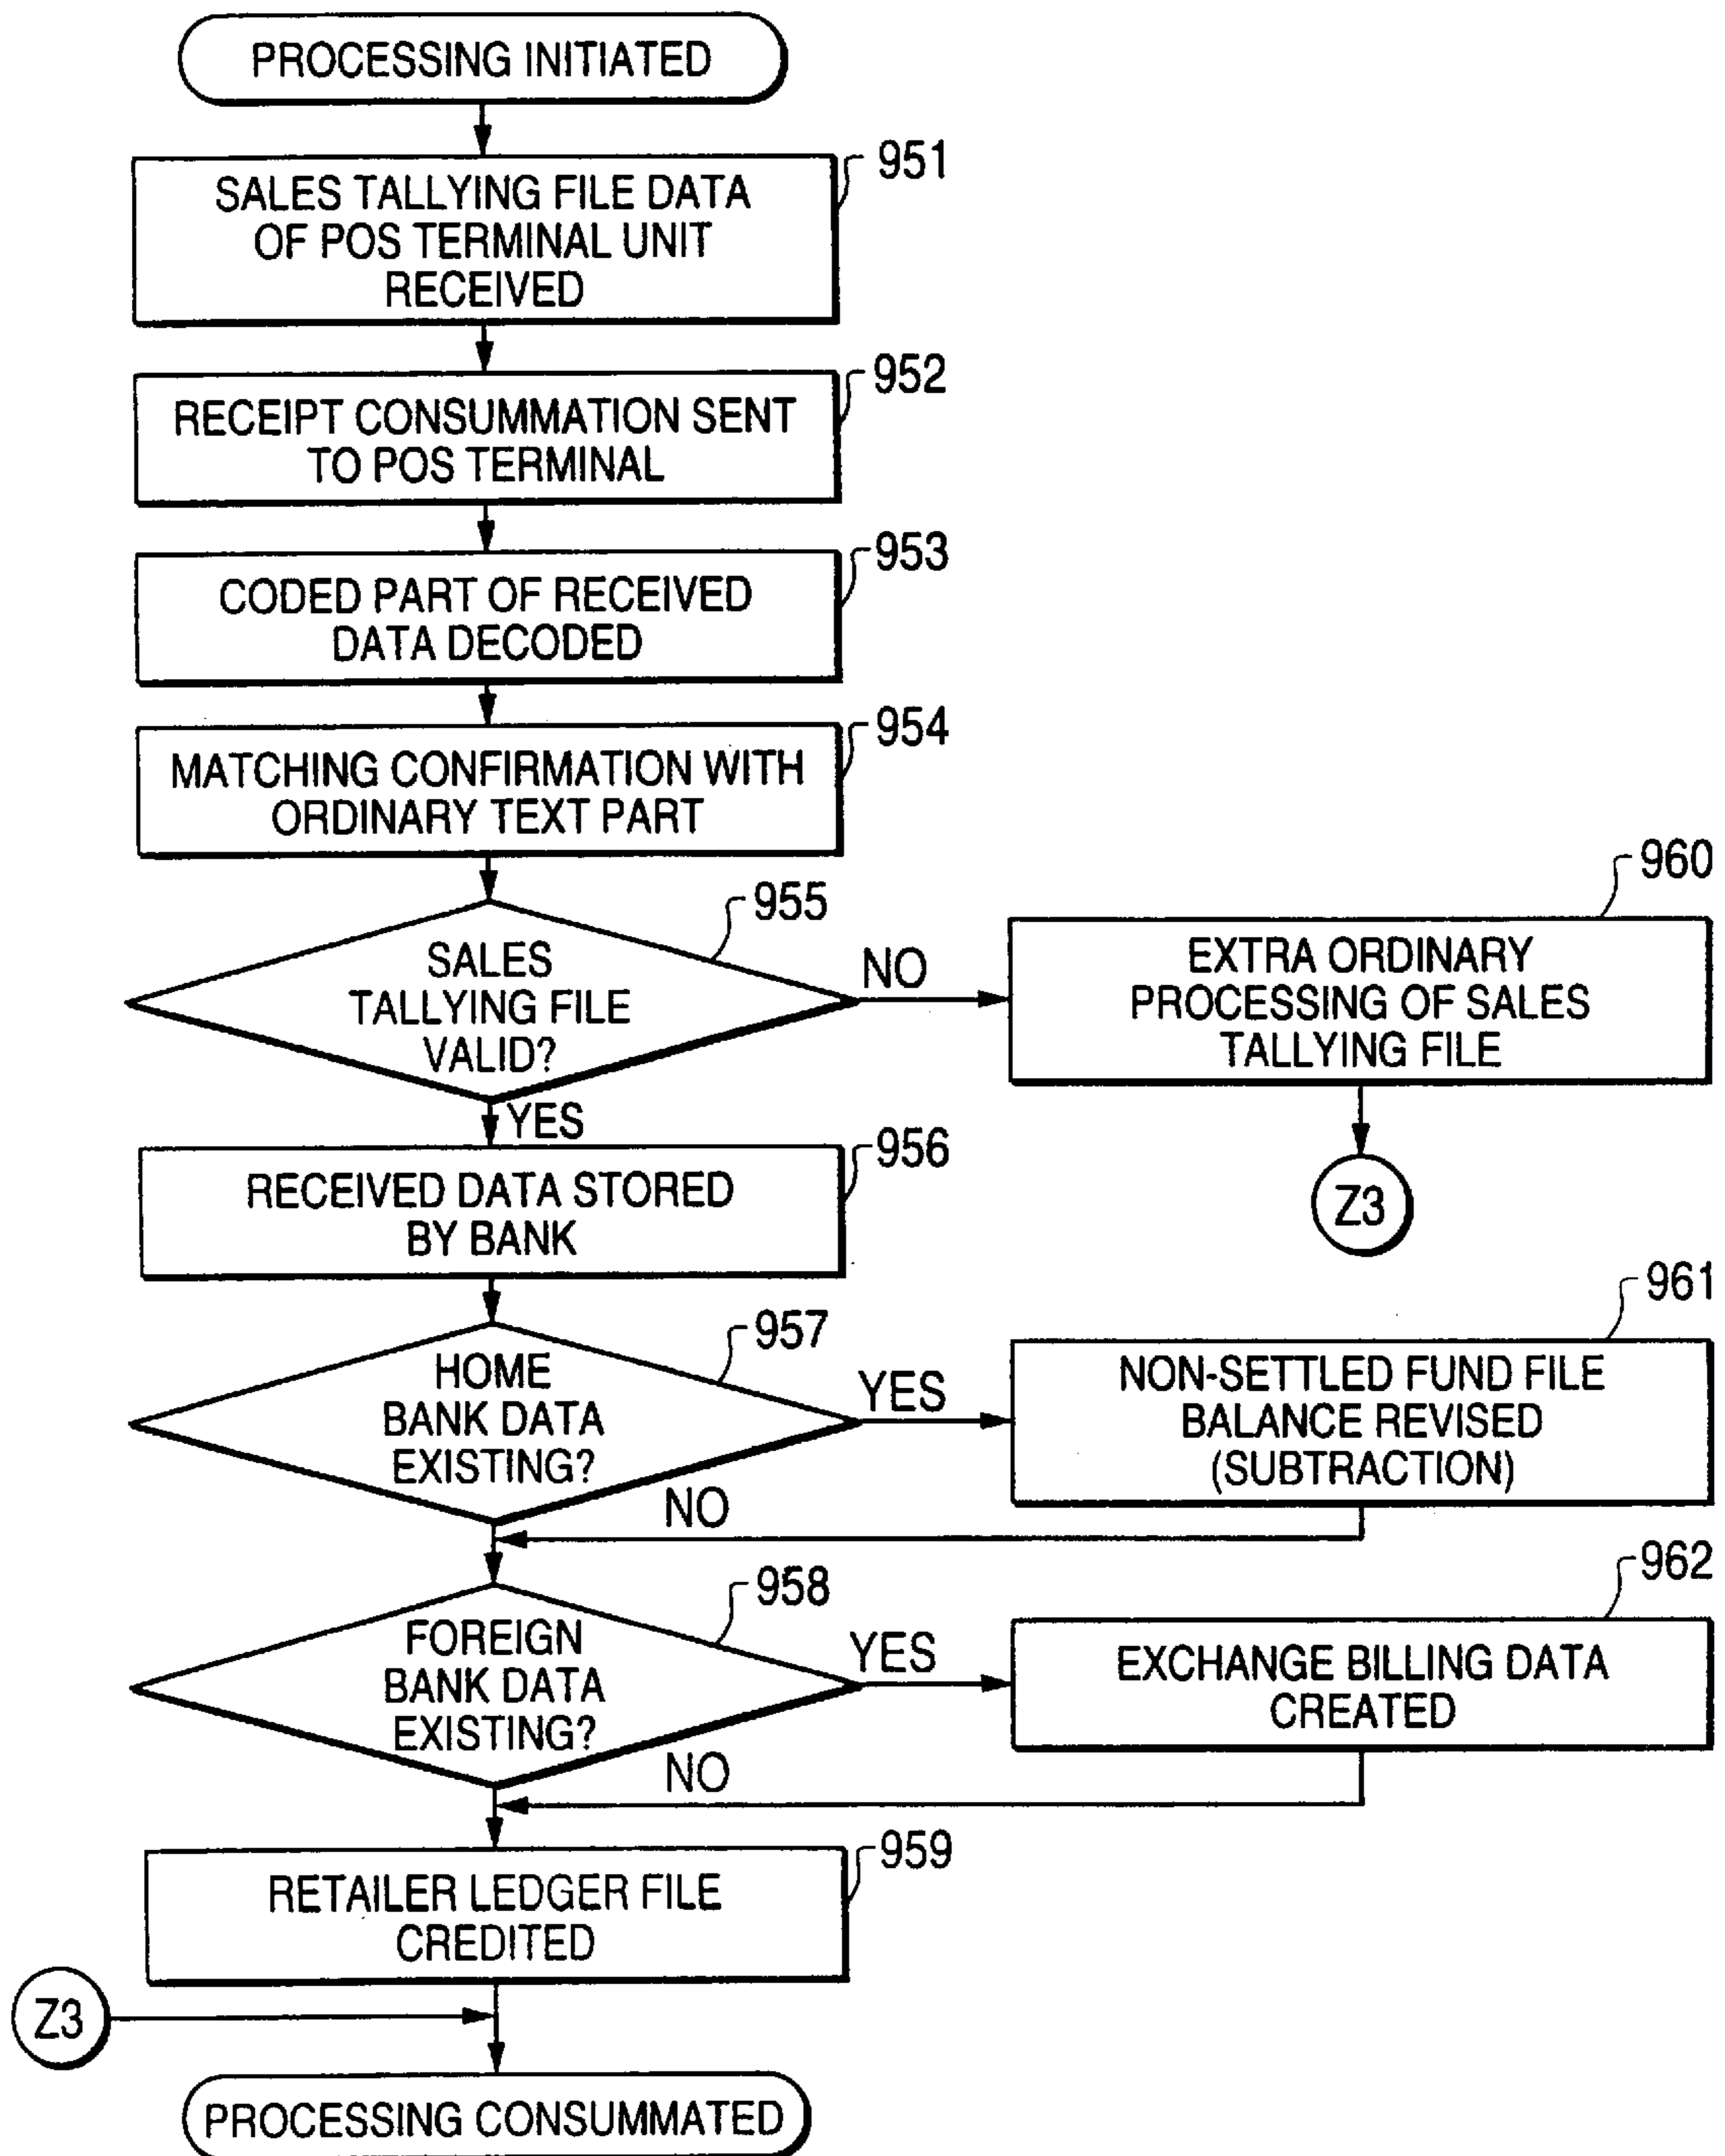 PROCESSING INITIATED
951
SALES TALLYING FILE DATA
OF POS TERMINAL UNIT
RECEIVED
952
RECEIPT CONSUMMATION SENT
TO POS TERMINAL
953
CODED PART OF RECEIVED
DATA DECODED
954
MATCHING CONFIRMATION WITH
ORDINARY TEXT PART
955
SALES
TALLYING FILE
VALID?
NO
960
EXTRA ORDINARY
PROCESSING OF SALES
TALLYING FILE
Z3
YES
956
RECEIVED DATA STORED
BY BANK
957
HOME
BANK DATA
EXISTING?
YES
961
NON-SETTLED FUND FILE
BALANCE REVISED
(SUBTRACTION)
NO
958
FOREIGN
BANK DATA
EXISTING?
YES
962
EXCHANGE BILLING DATA
CREATED
NO
959
RETAILER LEDGER FILE
CREDITED
Z3
PROCESSING CONSUMMATED